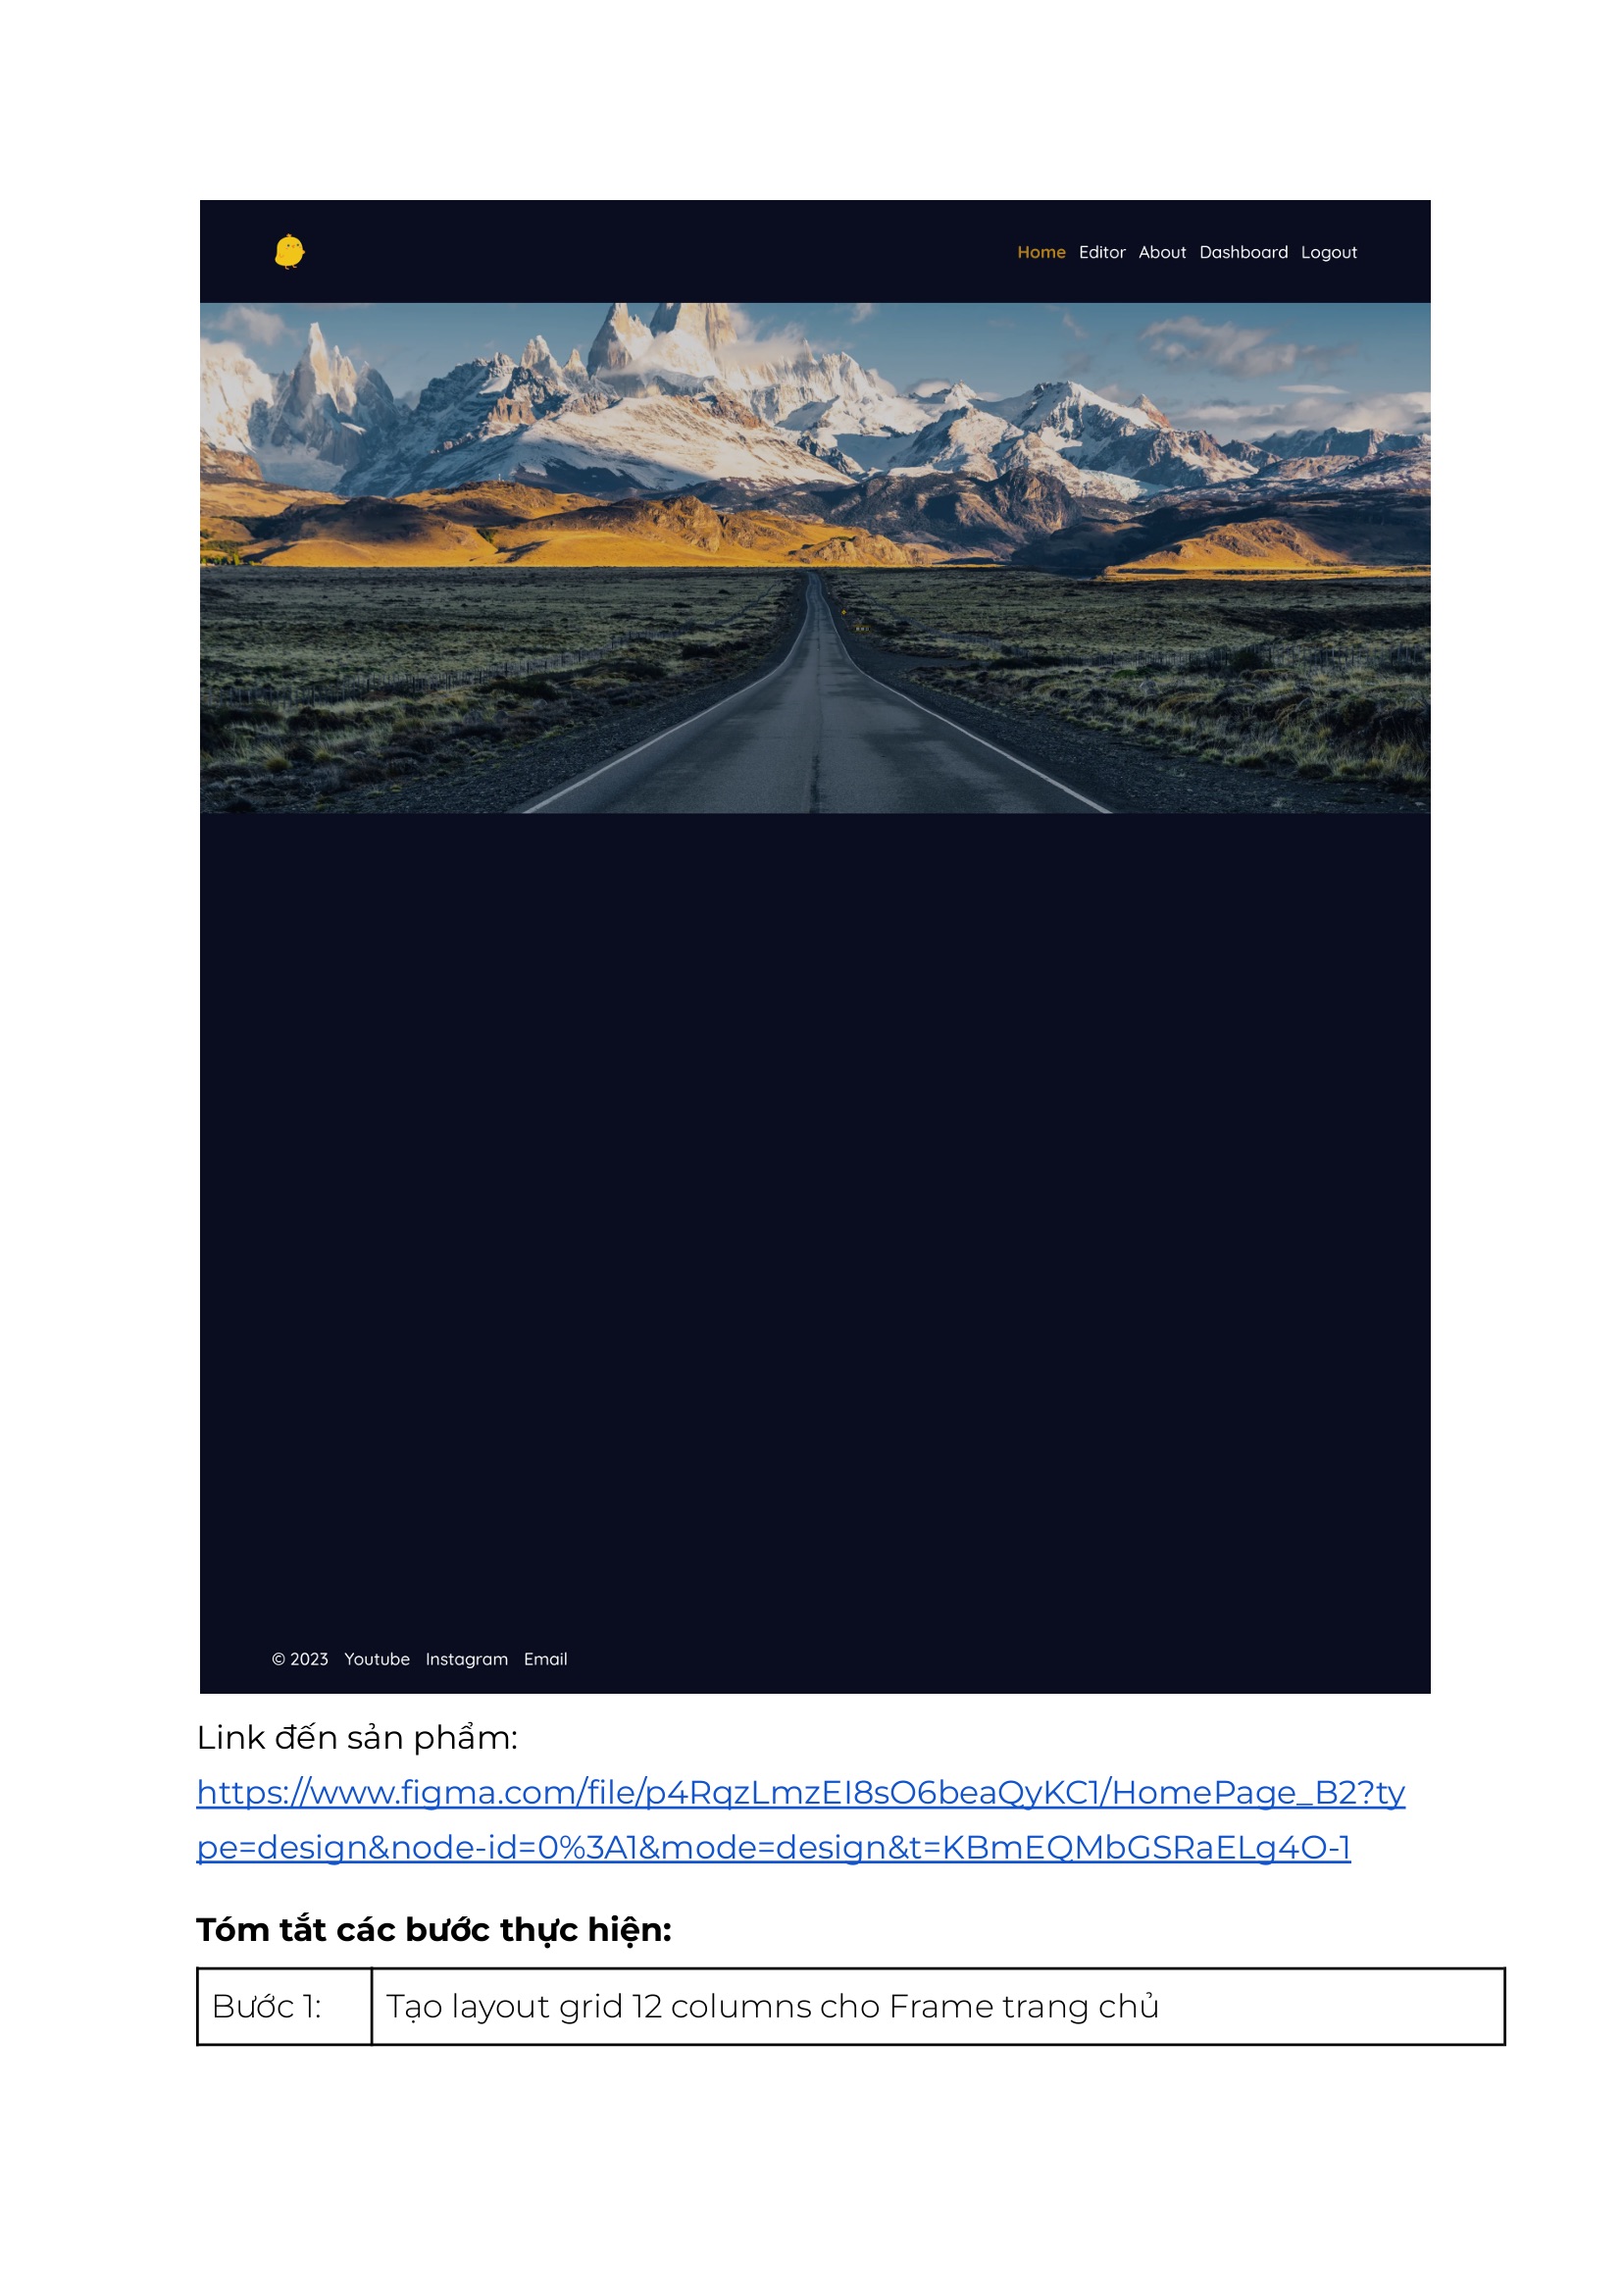 Home Editor About Dashboard Logout
© 2023 Youtube Instagram Email
Link đến sản phẩm:
https://www.figma.com/file/p4RqzLmzEI8sO6beaQyKC1/HomePage_B2?ty
pe=design&node-id=0%3A1&mode=design&t=KBmEQMbGSRaELg4O-1
Tóm tắt các bước thực hiện:
Bước 1: Tạo layout grid 12 columns cho Frame trang chủ